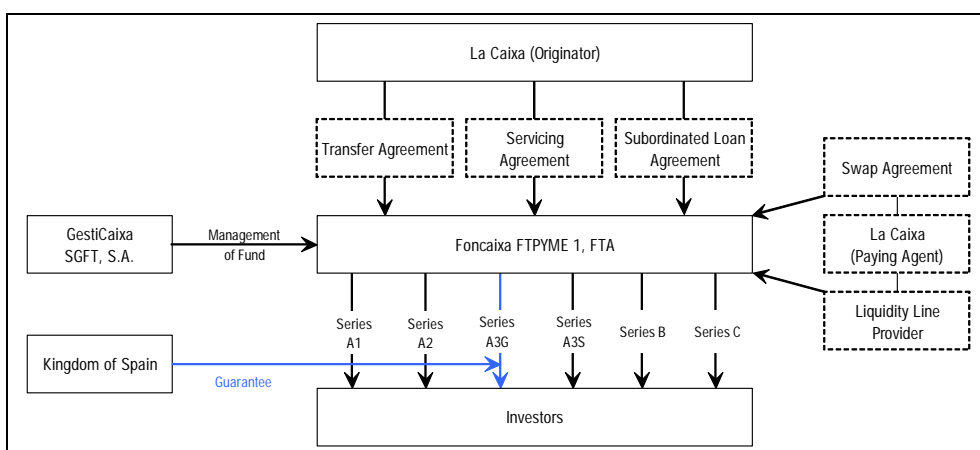 La Caixa (Originator)
Transfer Agreement
Servicing
Agreement
Subordinated Loan
Agreement
Swap Agreement
GestiCaixa
SGFT, S.A.
Management
of Fund
Foncaixa FTPYME 1, FTA
La Caixa
(Paying Agent)
Liquidity Line
Provider
Series
A1
Series
A2
Series
A3G
Series
A3S
Series B
Series C
Kingdom of Spain
Guarantee
Investors